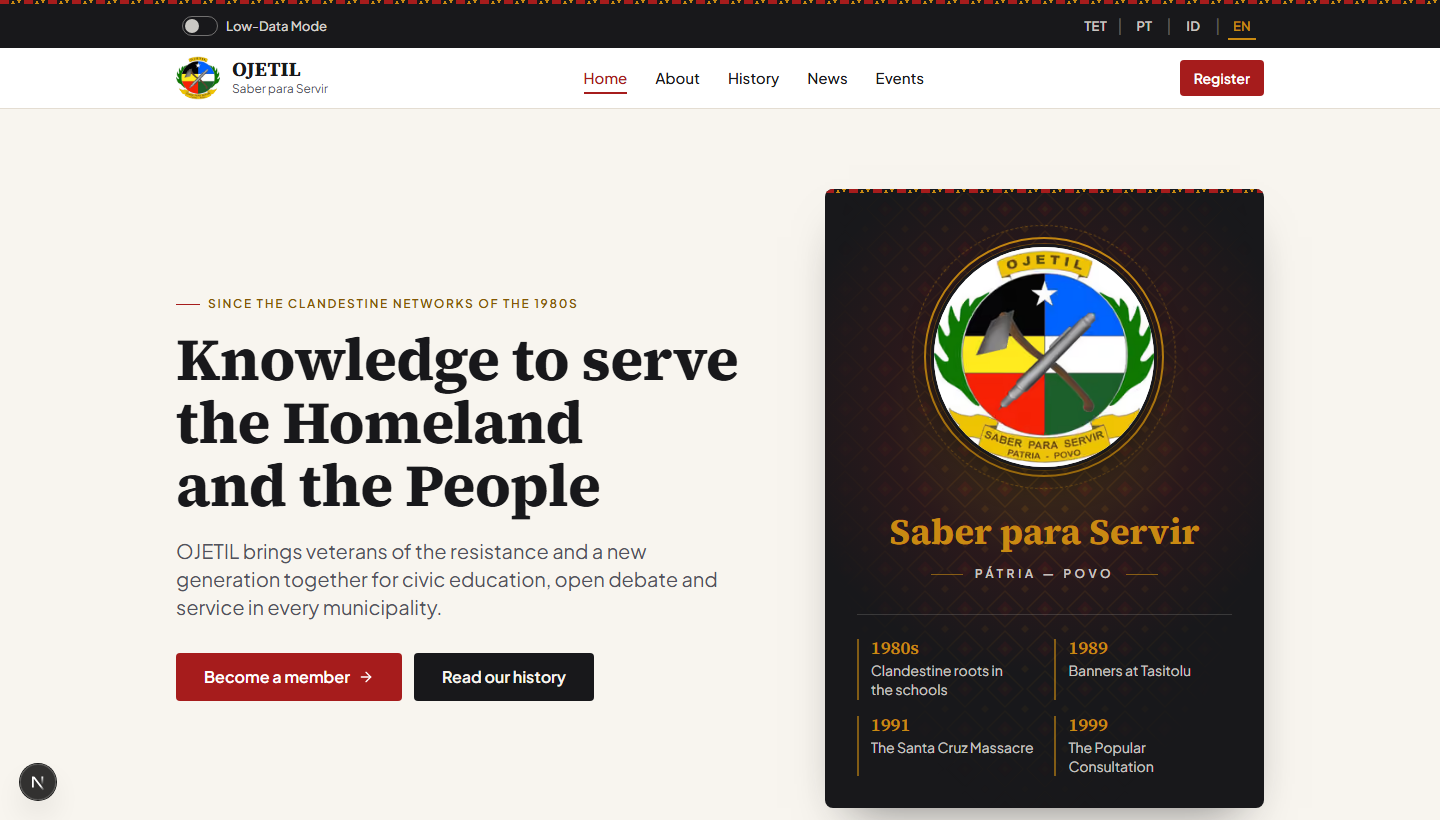 Low-Data Mode
TET
PT
ID
EN
OJETIL
Saber para Servir
Home
About
History
News
Events
Register
SINCE THE CLANDESTINE NETWORKS OF THE 1980S
Knowledge to serve
the Homeland
and the People
OJETIL brings veterans of the resistance and a new
generation together for civic education, open debate and
service in every municipality.
Become a member →
Read our history
OJETIL
SABER PARA SERVIR
PATRIA - POVO
Saber para Servir
PÁTRIA — POVO
1980s
Clandestine roots in
the schools
1989
Banners at Tasitolu
1991
The Santa Cruz Massacre
1999
The Popular
Consultation
N